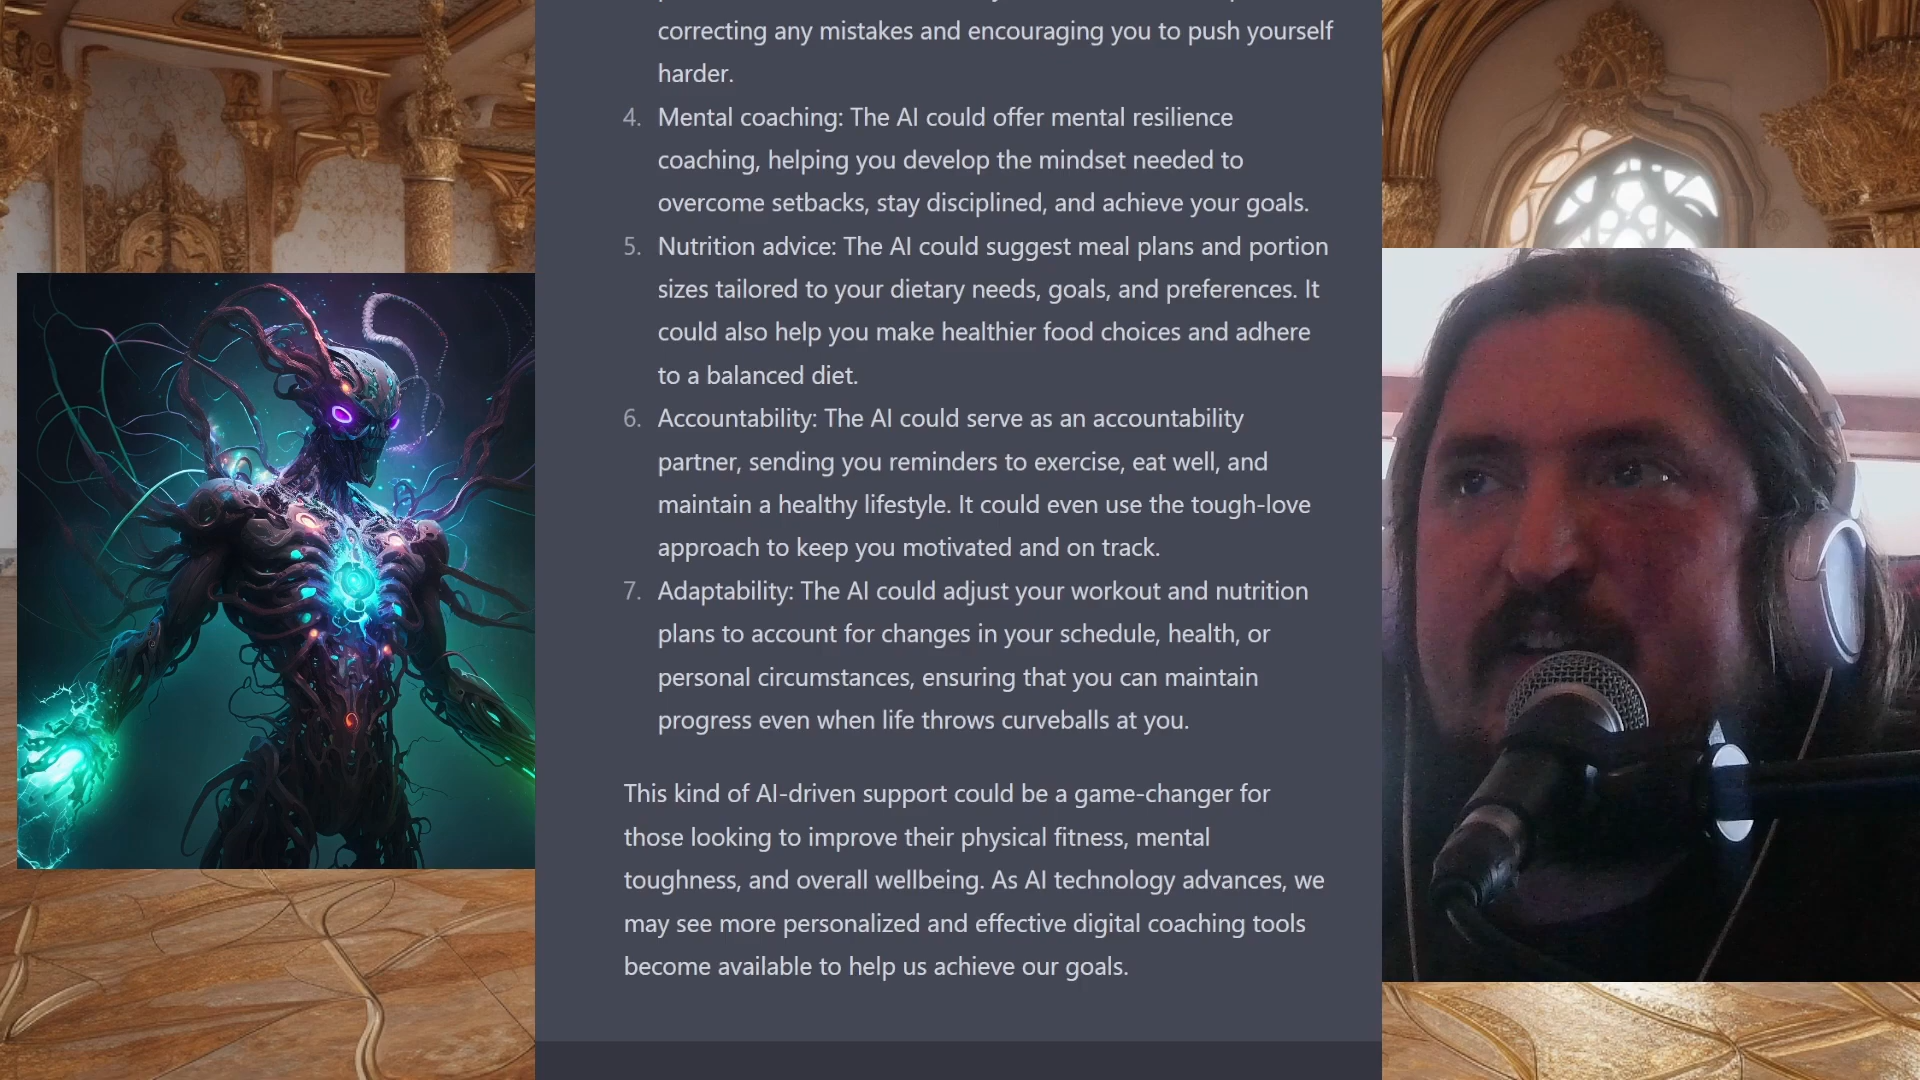 correcting any mistakes and encouraging you to push yourself
harder.
4. Mental coaching: The AI could offer mental resilience
coaching, helping you develop the mindset needed to
overcome setbacks, stay disciplined, and achieve your goals.
5. Nutrition advice: The AI could suggest meal plans and portion
sizes tailored to your dietary needs, goals, and preferences. It
could also help you make healthier food choices and adhere
to a balanced diet.
6. Accountability: The AI could serve as an accountability
partner, sending you reminders to exercise, eat well, and
maintain a healthy lifestyle. It could even use the tough-love
approach to keep you motivated and on track.
7. Adaptability: The AI could adjust your workout and nutrition
plans to account for changes in your schedule, health, or
personal circumstances, ensuring that you can maintain
progress even when life throws curveballs at you.
This kind of AI-driven support could be a game-changer for
those looking to improve their physical fitness, mental
toughness, and overall wellbeing. As AI technology advances, we
may see more personalized and effective digital coaching tools
become available to help us achieve our goals.